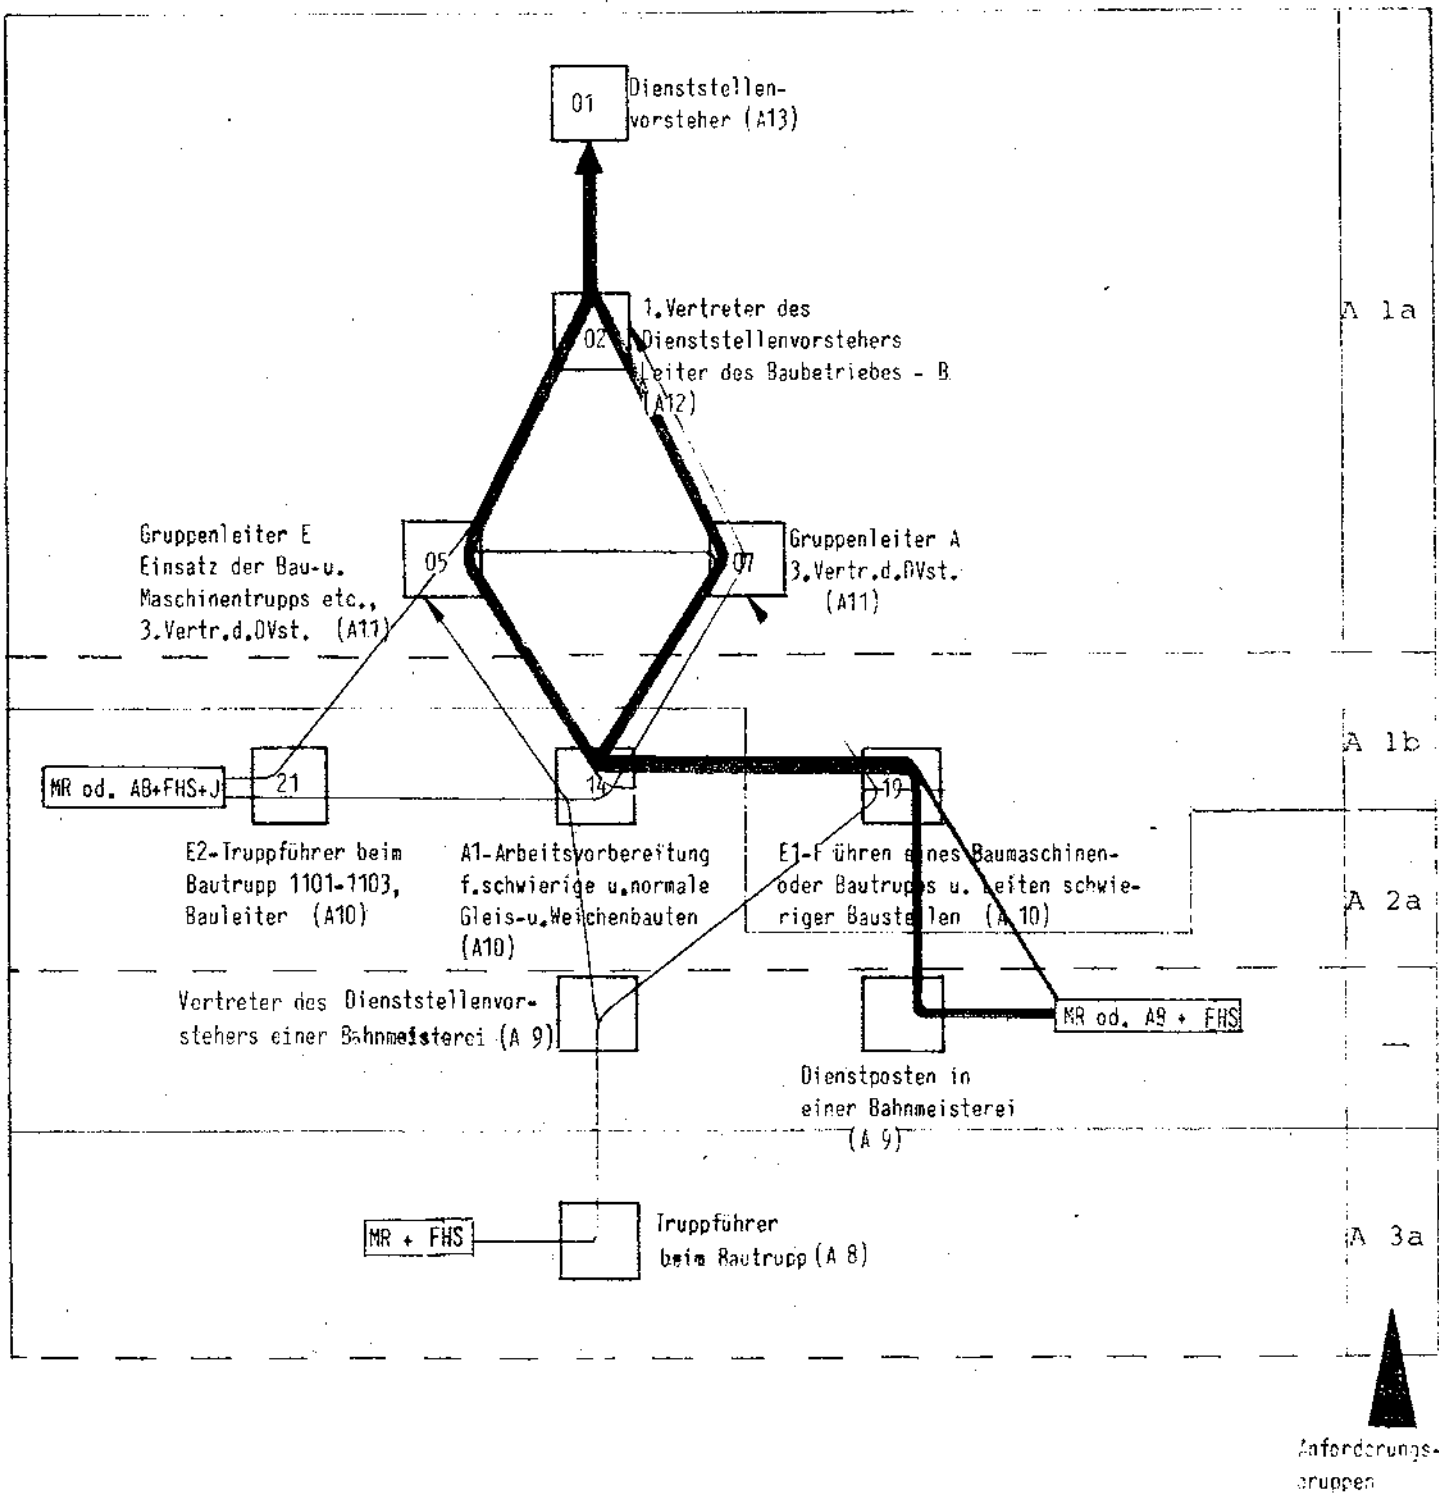 01
Dienststellen-
vorsteher (A13)
02
1.Vertreter des
Dienststellenvorstehers
Leiter des Baubetriebes - B
(A12)
A 1a
Gruppenleiter E
Einsatz der Bau-u.
Maschinentrupps etc.,
3.Vertr.d.DVst. (A11)
05
07
Gruppenleiter A
3.Vertr.d.DVst.
(A11)
A 1b
MR od. AB+FHS+J
21
14
19
E2-Truppführer beim
Bautrupp 1101-1103,
Bauleiter (A10)
A1-Arbeitsvorbereitung
f.schwierige u.normale
Gleis-u.Weichenbauten
(A10)
E1-Führen eines Baumaschinen-
oder Bautrupps u. Leiten schwie-
riger Baustellen (A 10)
A 2a
Vertreter des Dienststellenvor-
stehers einer Bahnmeisterei (A 9)
MR od. AB + FHS
Dienstposten in
einer Bahnmeisterei
(A 9)
MR + FHS
Truppführer
beim Bautrupp (A 8)
A 3a
Anforderungs-
gruppen